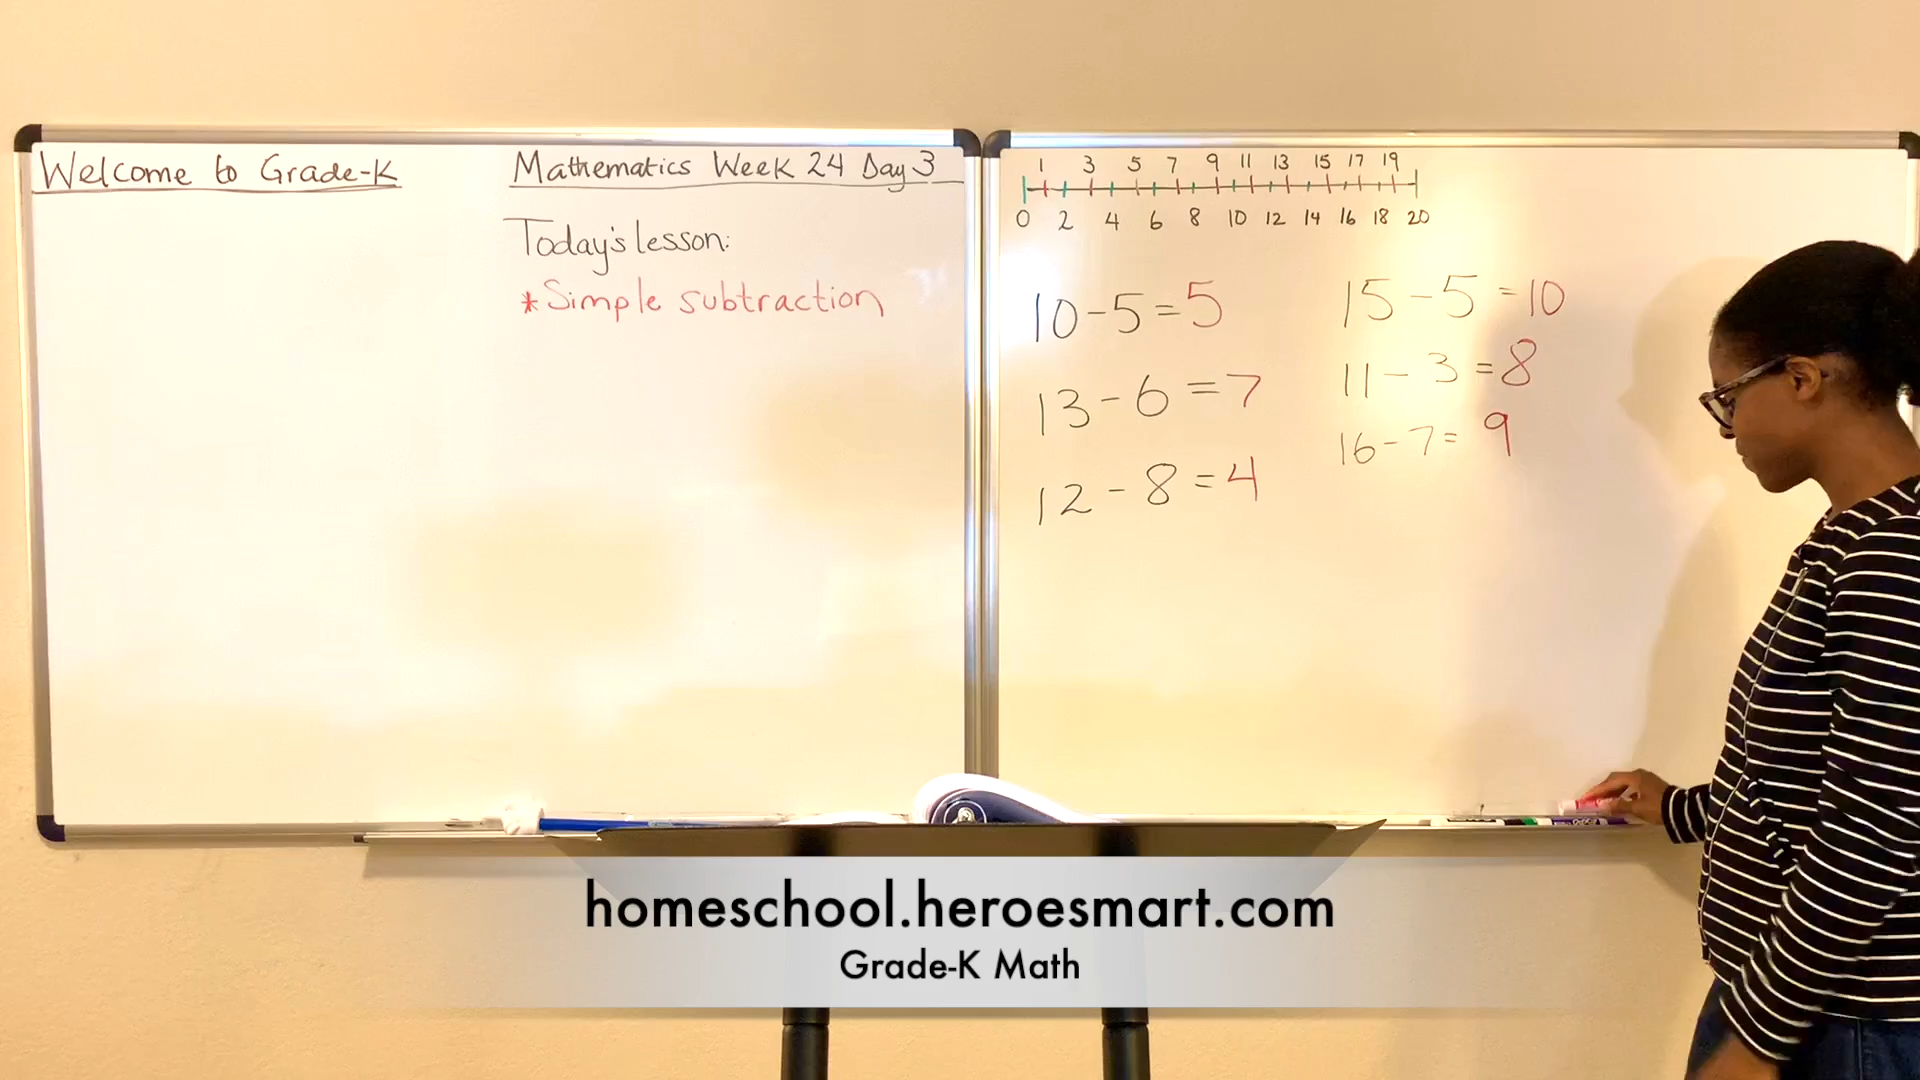 Welcome to Grade-K
Mathematics Week 24 Day 3
Today's lesson:
* Simple subtraction
1 3 5 7 9 11 13 15 17 19
0 2 4 6 8 10 12 14 16 18 20
10-5=5
13-6=7
12-8=4
15-5=10
11-3=8
16-7=9
homeschool.heroesmart.com
Grade-K Math